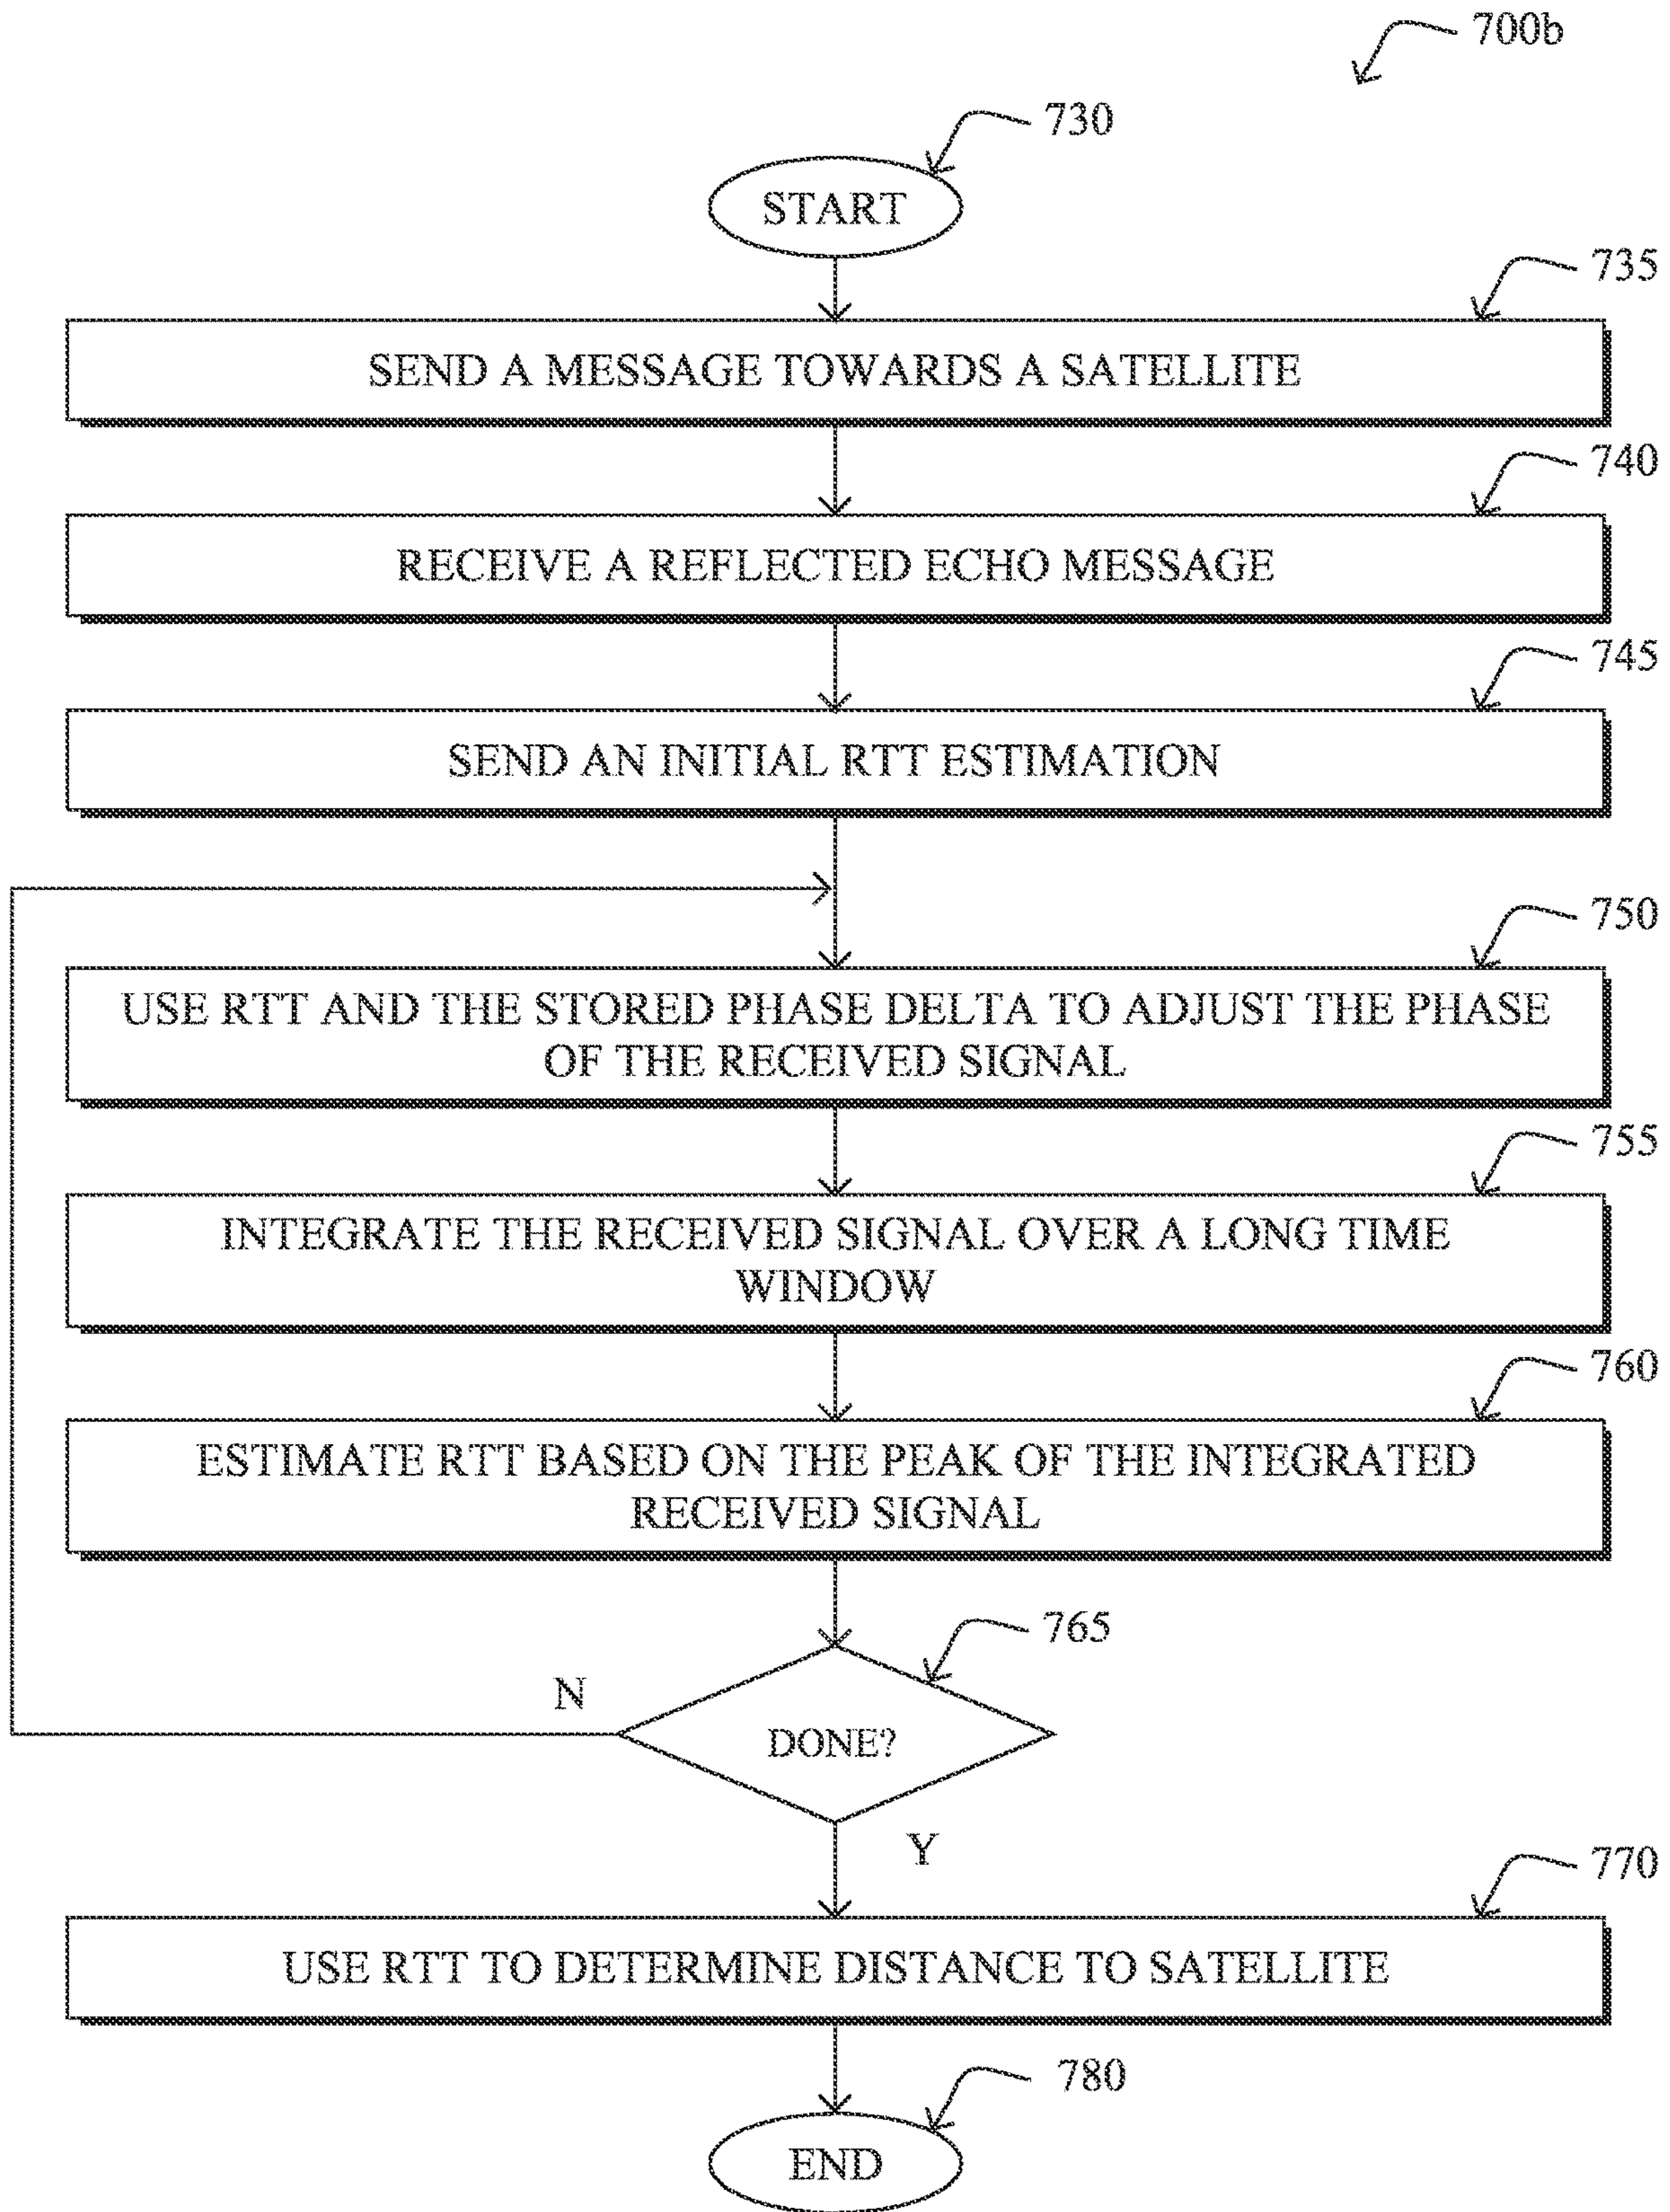 700b
730
START
735
SEND A MESSAGE TOWARDS A SATELLITE
740
RECEIVE A REFLECTED ECHO MESSAGE
745
SEND AN INITIAL RTT ESTIMATION
750
USE RTT AND THE STORED PHASE DELTA TO ADJUST THE PHASE
OF THE RECEIVED SIGNAL
755
INTEGRATE THE RECEIVED SIGNAL OVER A LONG TIME
WINDOW
760
ESTIMATE RTT BASED ON THE PEAK OF THE INTEGRATED
RECEIVED SIGNAL
765
N
DONE?
Y
770
USE RTT TO DETERMINE DISTANCE TO SATELLITE
780
END